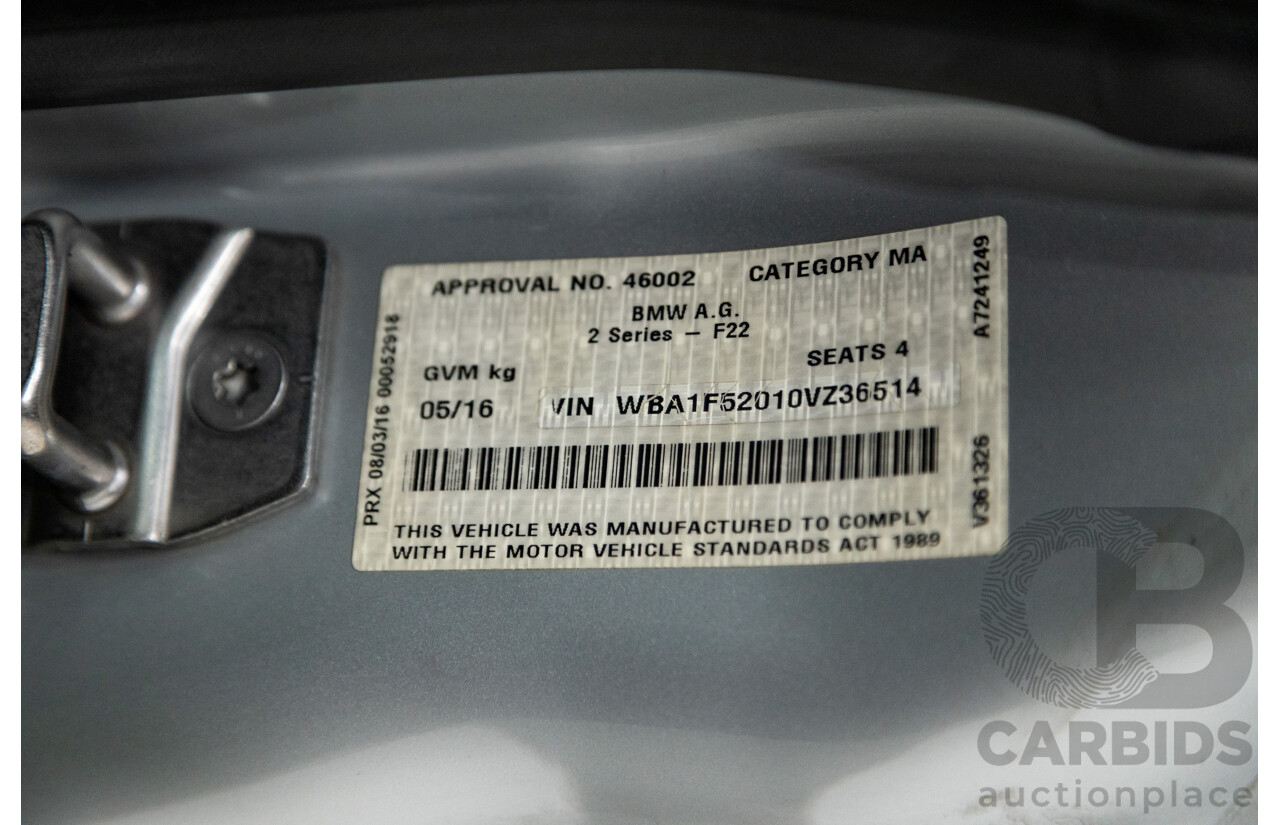 APPROVAL NO. 46002 CATEGORY MA
BMW A.G.
2 Series – F22
GVM kg SEATS 4
05/16 VIN WBA1F52010VZ36514
THIS VEHICLE WAS MANUFACTURED TO COMPLY
WITH THE MOTOR VEHICLE STANDARDS ACT 1989
PRX 08/03/16 00052918
A7241249
V361326
CB
CARBIDS
auctionplace